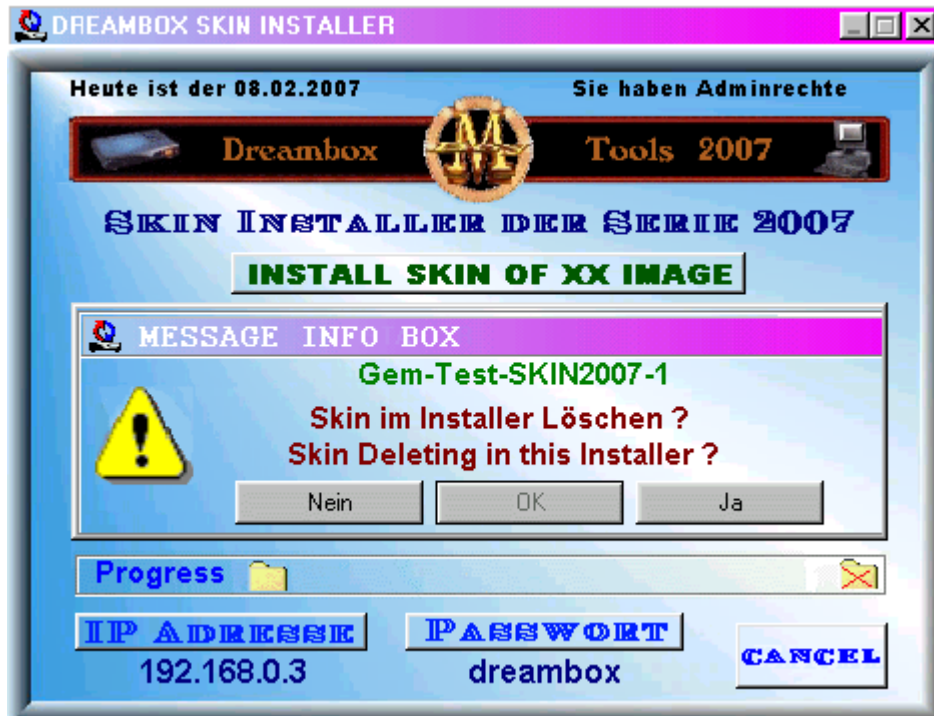 DREAMBOX SKIN INSTALLER
Heute ist der 08.02.2007 Sie haben Adminrechte
Dreambox M Tools 2007
SKIN INSTALLER DER SERIE 2007
INSTALL SKIN OF XX IMAGE
MESSAGE INFO BOX
Gem-Test-SKIN2007-1
Skin im Installer Löschen ?
Skin Deleting in this Installer ?
Nein OK Ja
Progress
IP ADRESSE PASSWORT
192.168.0.3 dreambox
CANCEL